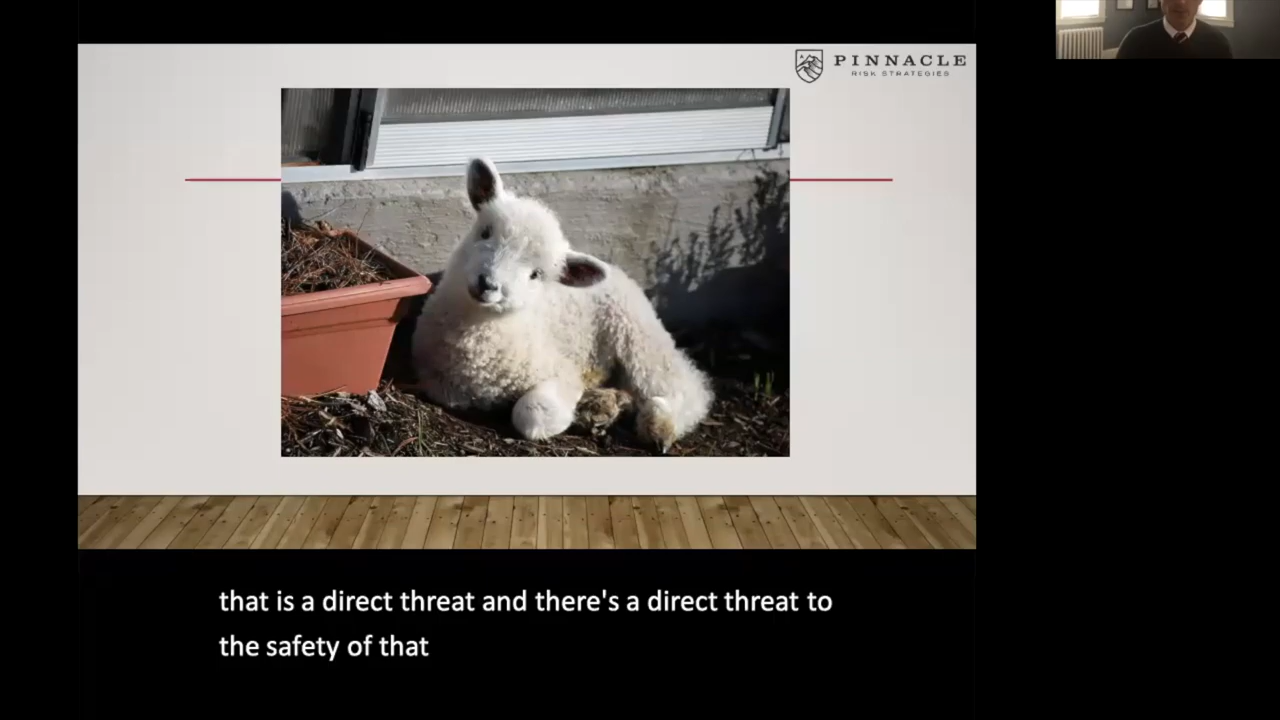 PINNACLE
RISK STRATEGIES
that is a direct threat and there's a direct threat to
the safety of that